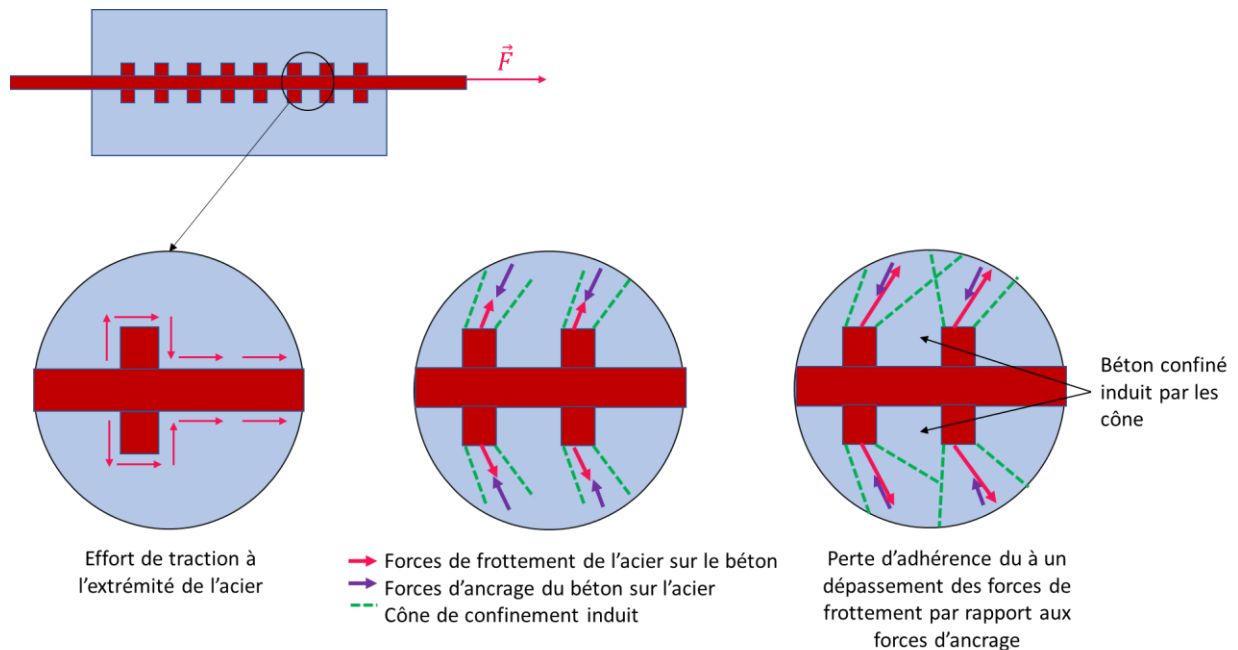 F
Béton confiné
induit par les
cône
Effort de traction à
l'extrémité de l'acier
Forces de frottement de l'acier sur le béton
Forces d'ancrage du béton sur l'acier
Cône de confinement induit
Perte d'adhérence du à un
dépassement des forces de
frottement par rapport aux
forces d'ancrage